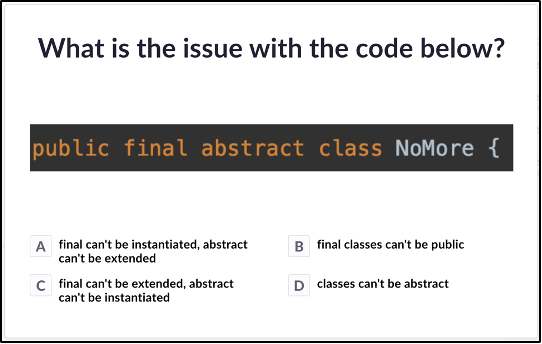 What is the issue with the code below?
public final abstract class NoMore {
A final can't be instantiated, abstract
can't be extended
B final classes can't be public
C final can't be extended, abstract
can't be instantiated
D classes can't be abstract